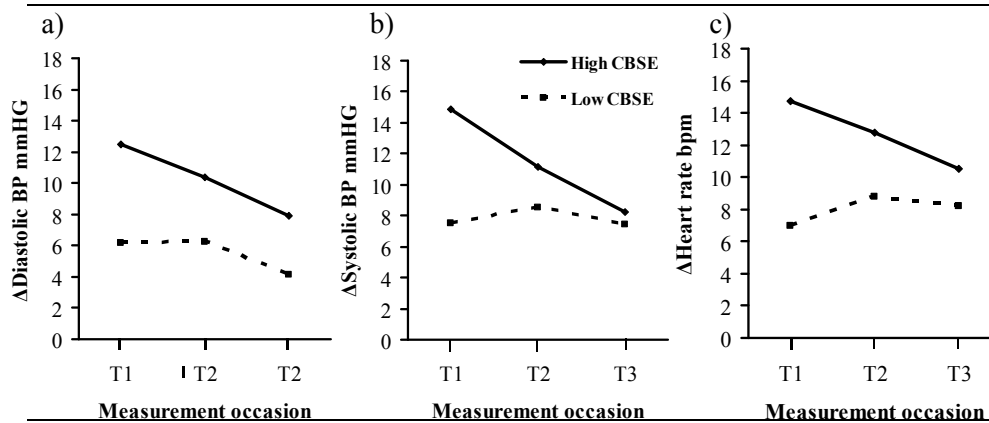 a)
ΔDiastolic BP mmHG
18
16
14
12
10
8
6
4
2
0
T1
T2
T2
Measurement occasion
b)
ΔSystolic BP mmHG
18
16
14
12
10
8
6
4
2
0
High CBSE
Low CBSE
T1
T2
T3
Measurement occasion
c)
ΔHeart rate bpm
18
16
14
12
10
8
6
4
2
0
T1
T2
T3
Measurement occasion